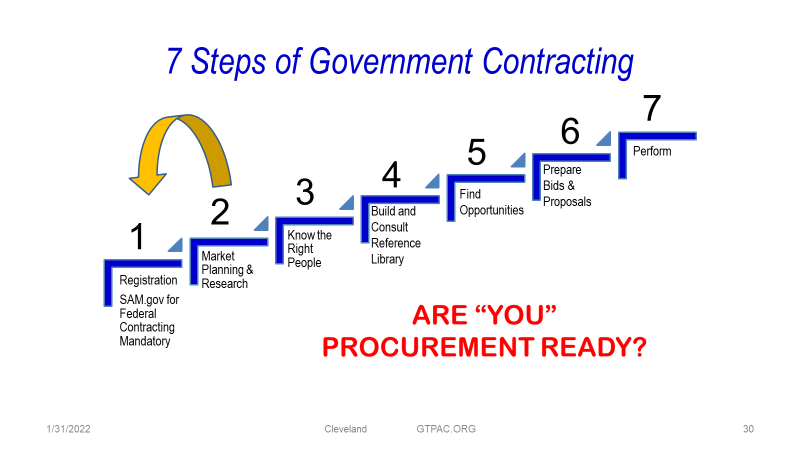 7 Steps of Government Contracting
1
Registration
SAM.gov for
Federal
Contracting
Mandatory
2
Market
Planning &
Research
3
Know the
Right
People
4
Build and
Consult
Reference
Library
5
Find
Opportunities
6
Prepare
Bids &
Proposals
7
Perform
ARE “YOU”
PROCUREMENT READY?
1/31/2022
Cleveland GTPAC.ORG
30